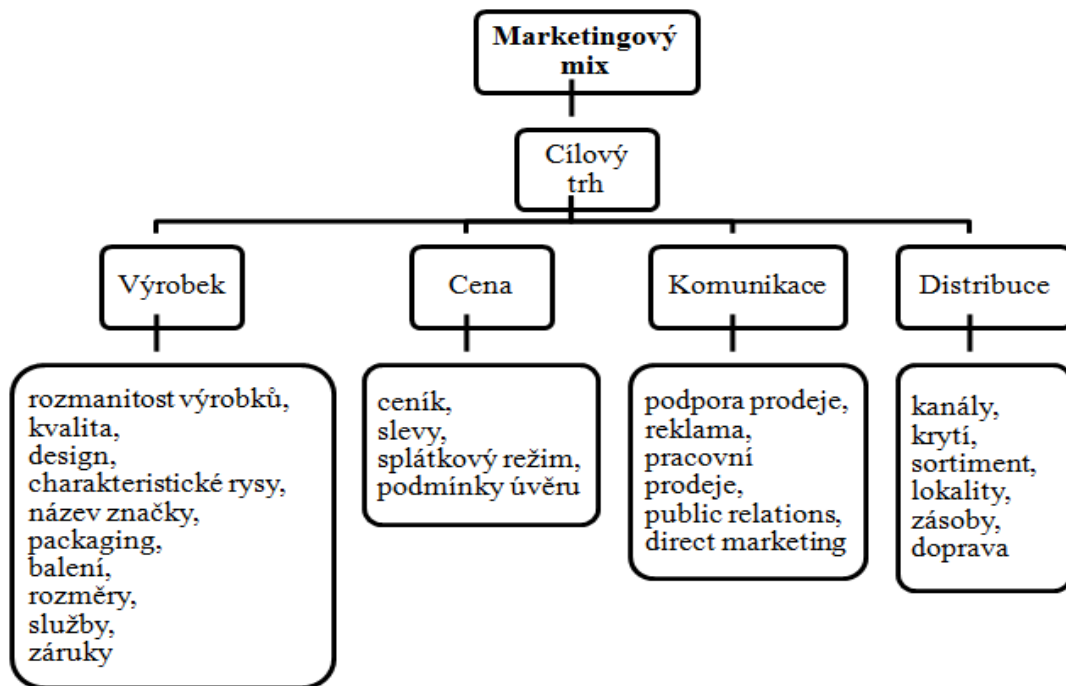 Marketingový
mix
Cílový
trh
Výrobek
Cena
Komunikace
Distribuce
rozmanitost výrobků,
kvalita,
design,
charakteristické rysy,
název značky,
packaging,
balení,
rozměry,
služby,
záruky
ceník,
slevy,
splátkový režim,
podmínky úvěru
podpora prodeje,
reklama,
pracovní
prodeje,
public relations,
direct marketing
kanály,
krytí,
sortiment,
lokality,
zásoby,
doprava